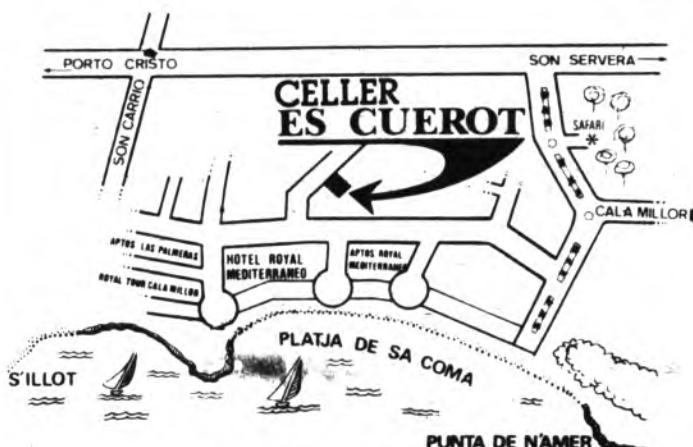 PORTO CRISTO
SON SERVERA
CELLER
ES CUEROT
SON CARRIO
SAFARI
CALA MILLOR
APTOS LAS PALMERAS
HOTEL ROYAL
MEDITERRANEO
APTOS ROYAL
MEDITERRANEO
ROYAL TOUR CALA MILLOR
PLATJA DE SA COMA
S'ILLOT
PUNTA DE N'AMER